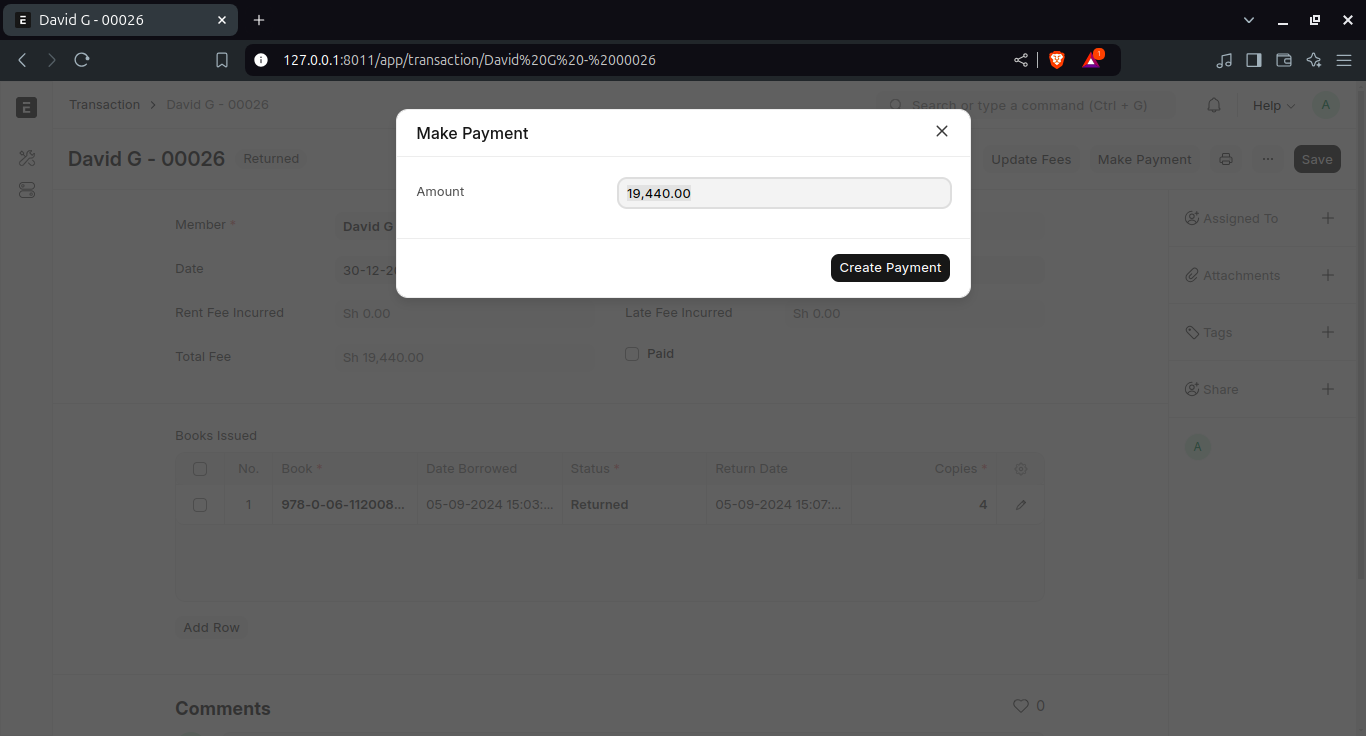 David G - 00026
127.0.0.1:8011/app/transaction/David%20G%20-%2000026
1
E
Transaction > David G - 00026
Search or type a command (Ctrl + G)
Help
A
David G - 00026
Returned
Update Fees
Make Payment
...
Save
Make Payment
Amount
19,440.00
Create Payment
Member *
David G
Date
30-12-2
Rent Fee Incurred
Sh 0.00
Late Fee Incurred
Sh 0.00
Total Fee
Sh 19,440.00
Paid
Assigned To
Attachments
Tags
Share
A
Books Issued
No. Book * Date Borrowed Status * Return Date Copies *
1 978-0-06-112008... 05-09-2024 15:03:... Returned 05-09-2024 15:07:... 4
Add Row
Comments
0